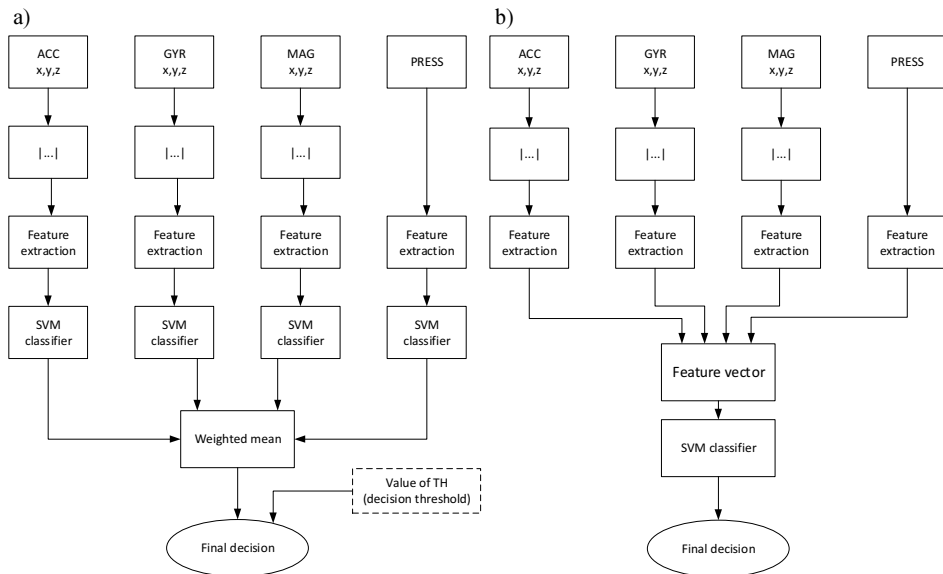 a)
ACC
x,y,z
GYR
x,y,z
MAG
x,y,z
PRESS
|...|
|...|
|...|
Feature
extraction
Feature
extraction
Feature
extraction
Feature
extraction
SVM
classifier
SVM
classifier
SVM
classifier
SVM
classifier
Weighted mean
Value of TH
(decision threshold)
Final decision
b)
ACC
x,y,z
GYR
x,y,z
MAG
x,y,z
PRESS
|...|
|...|
|...|
Feature
extraction
Feature
extraction
Feature
extraction
Feature
extraction
Feature vector
SVM classifier
Final decision